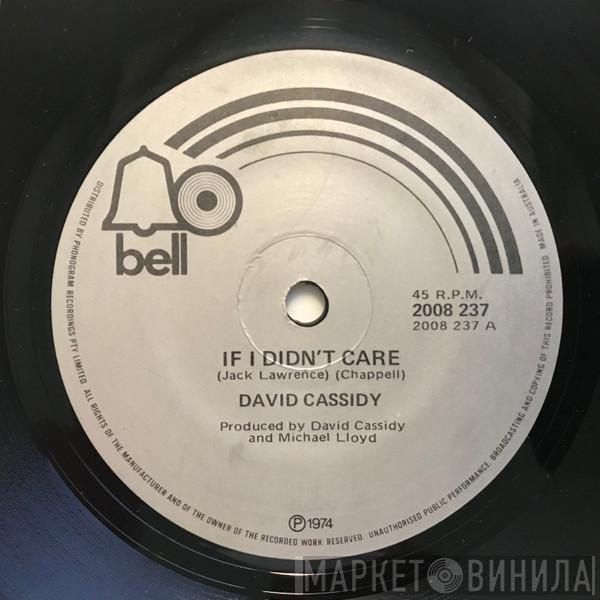 bell
45 R.P.M.
2008 237
2008 237 A
IF I DIDN'T CARE
(Jack Lawrence) (Chappell)
DAVID CASSIDY
Produced by David Cassidy
and Michael Lloyd
℗ 1974
DISTRIBUTED BY PHONOGRAM RECORDINGS PTY LIMITED. ALL RIGHTS OF THE MANUFACTURER AND OF THE OWNER OF THE RECORDED WORK RESERVED. UNAUTHORISED PUBLIC PERFORMANCE, BROADCASTING AND COPYING OF THIS RECORD PROHIBITED. MADE IN AUSTRALIA.
МАРКЕТ ВИНИЛА